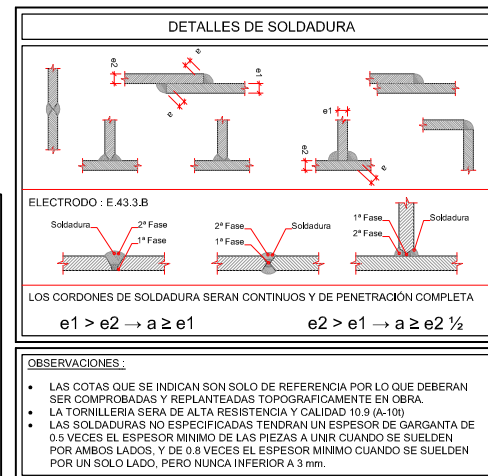 DETALLES DE SOLDADURA
e2
a
e1
a
e1
e2
a
ELECTRODO : E.43.3.B
Soldadura
2ª Fase
1ª Fase
Soldadura
2ª Fase
1ª Fase
1ª Fase
2ª Fase
Soldadura
LOS CORDONES DE SOLDADURA SERAN CONTINUOS Y DE PENETRACIÓN COMPLETA
e1 > e2 → a ≥ e1
e2 > e1 → a ≥ e2 ½
OBSERVACIONES :
• LAS COTAS QUE SE INDICAN SON SOLO DE REFERENCIA POR LO QUE DEBERAN
SER COMPROBADAS Y REPLANTEADAS TOPOGRAFICAMENTE EN OBRA.
• LA TORNILLERIA SERA DE ALTA RESISTENCIA Y CALIDAD 10.9 (A-10t)
• LAS SOLDADURAS NO ESPECIFICADAS TENDRAN UN ESPESOR DE GARGANTA DE
0.5 VECES EL ESPESOR MINIMO DE LAS PIEZAS A UNIR CUANDO SE SUELDEN
POR AMBOS LADOS, Y DE 0.8 VECES EL ESPESOR MINIMO CUANDO SE SUELDEN
POR UN SOLO LADO, PERO NUNCA INFERIOR A 3 mm.